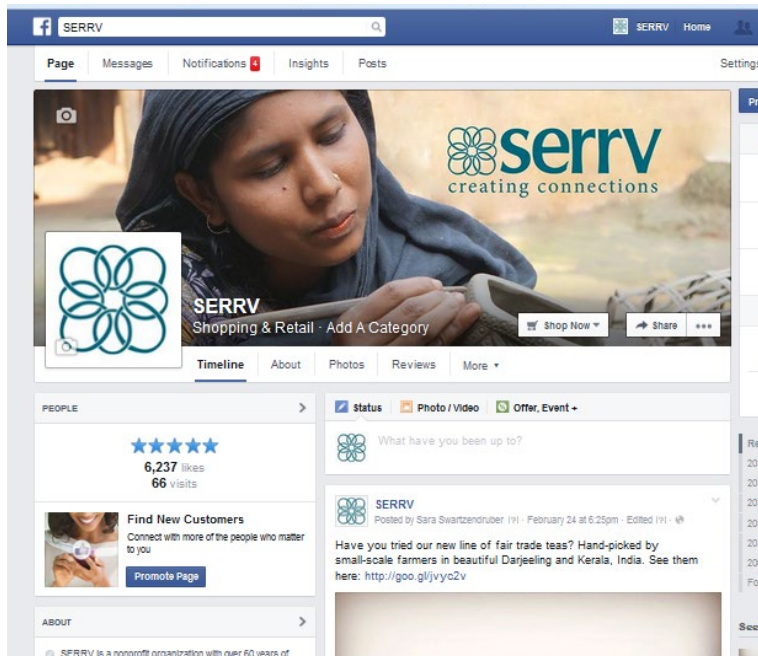 SERRV
SERRV Home
Page Messages Notifications 4 Insights Posts
serrv
creating connections
SERRV
Shopping & Retail · Add A Category
Shop Now Share
Timeline About Photos Reviews More
PEOPLE
6,237 likes
66 visits
Find New Customers
Connect with more of the people who matter
to you
Promote Page
ABOUT
SERRV is a nonprofit organization with over 60 years of
Status Photo / Video Offer, Event +
What have you been up to?
SERRV
Posted by Sara Swartzendruber [?] · February 24 at 6:25pm · Edited [?] ·
Have you tried our new line of fair trade teas? Hand-picked by
small-scale farmers in beautiful Darjeeling and Kerala, India. See them
here: http://goo.gl/jvyc2v